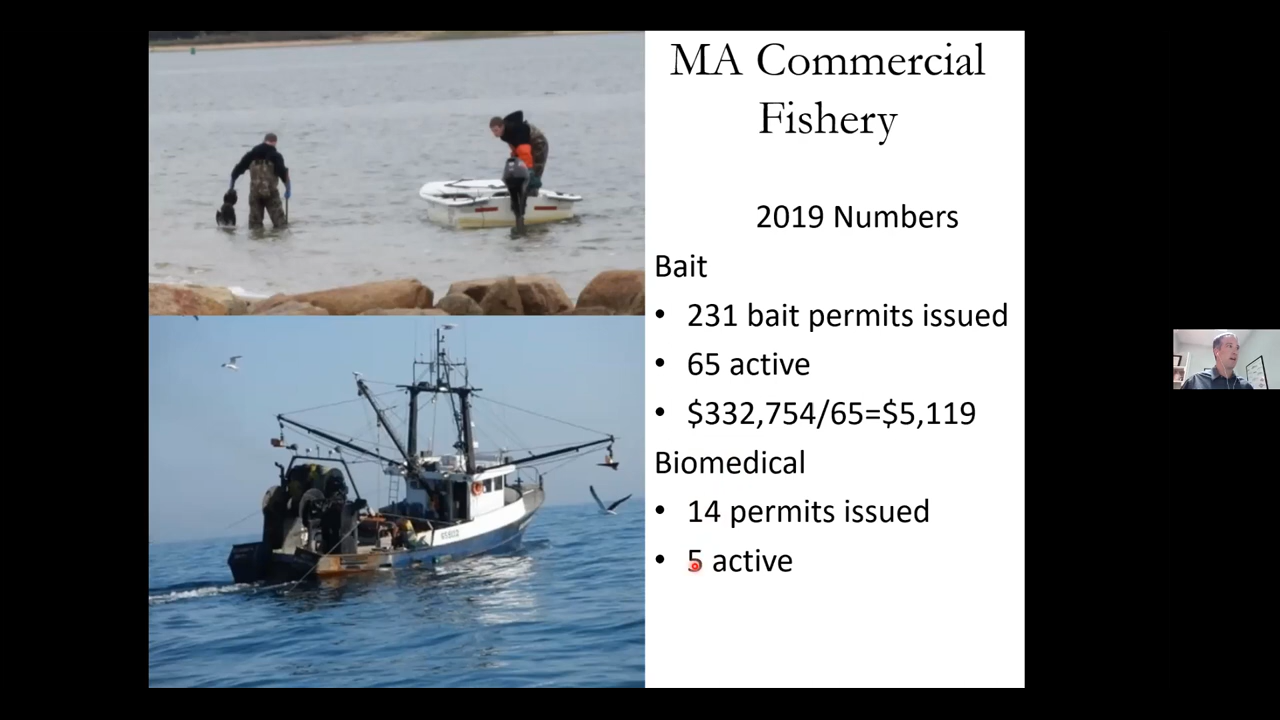 MA Commercial
Fishery
2019 Numbers
Bait
• 231 bait permits issued
• 65 active
• $332,754/65=$5,119
Biomedical
• 14 permits issued
• 5 active